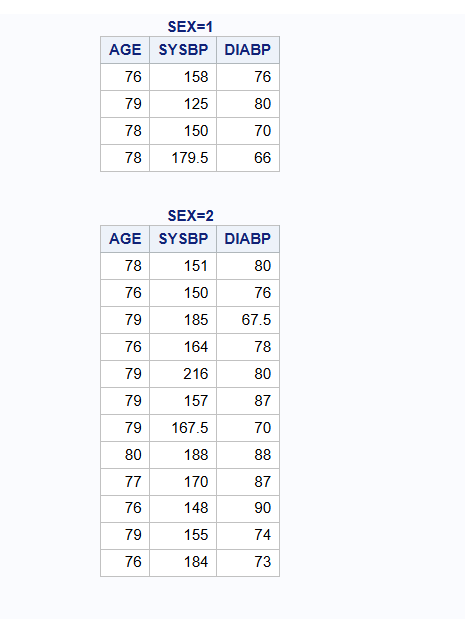 SEX=1
AGE SYSBP DIABP
76 158 76
79 125 80
78 150 70
78 179.5 66
SEX=2
AGE SYSBP DIABP
78 151 80
76 150 76
79 185 67.5
76 164 78
79 216 80
79 157 87
79 167.5 70
80 188 88
77 170 87
76 148 90
79 155 74
76 184 73